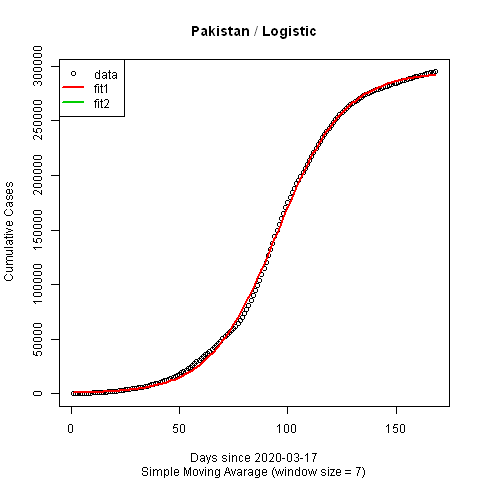 Pakistan / Logistic
data
fit1
fit2
Cumulative Cases
300000
250000
200000
150000
100000
50000
0
0 50 100 150
Days since 2020-03-17
Simple Moving Avarage (window size = 7)